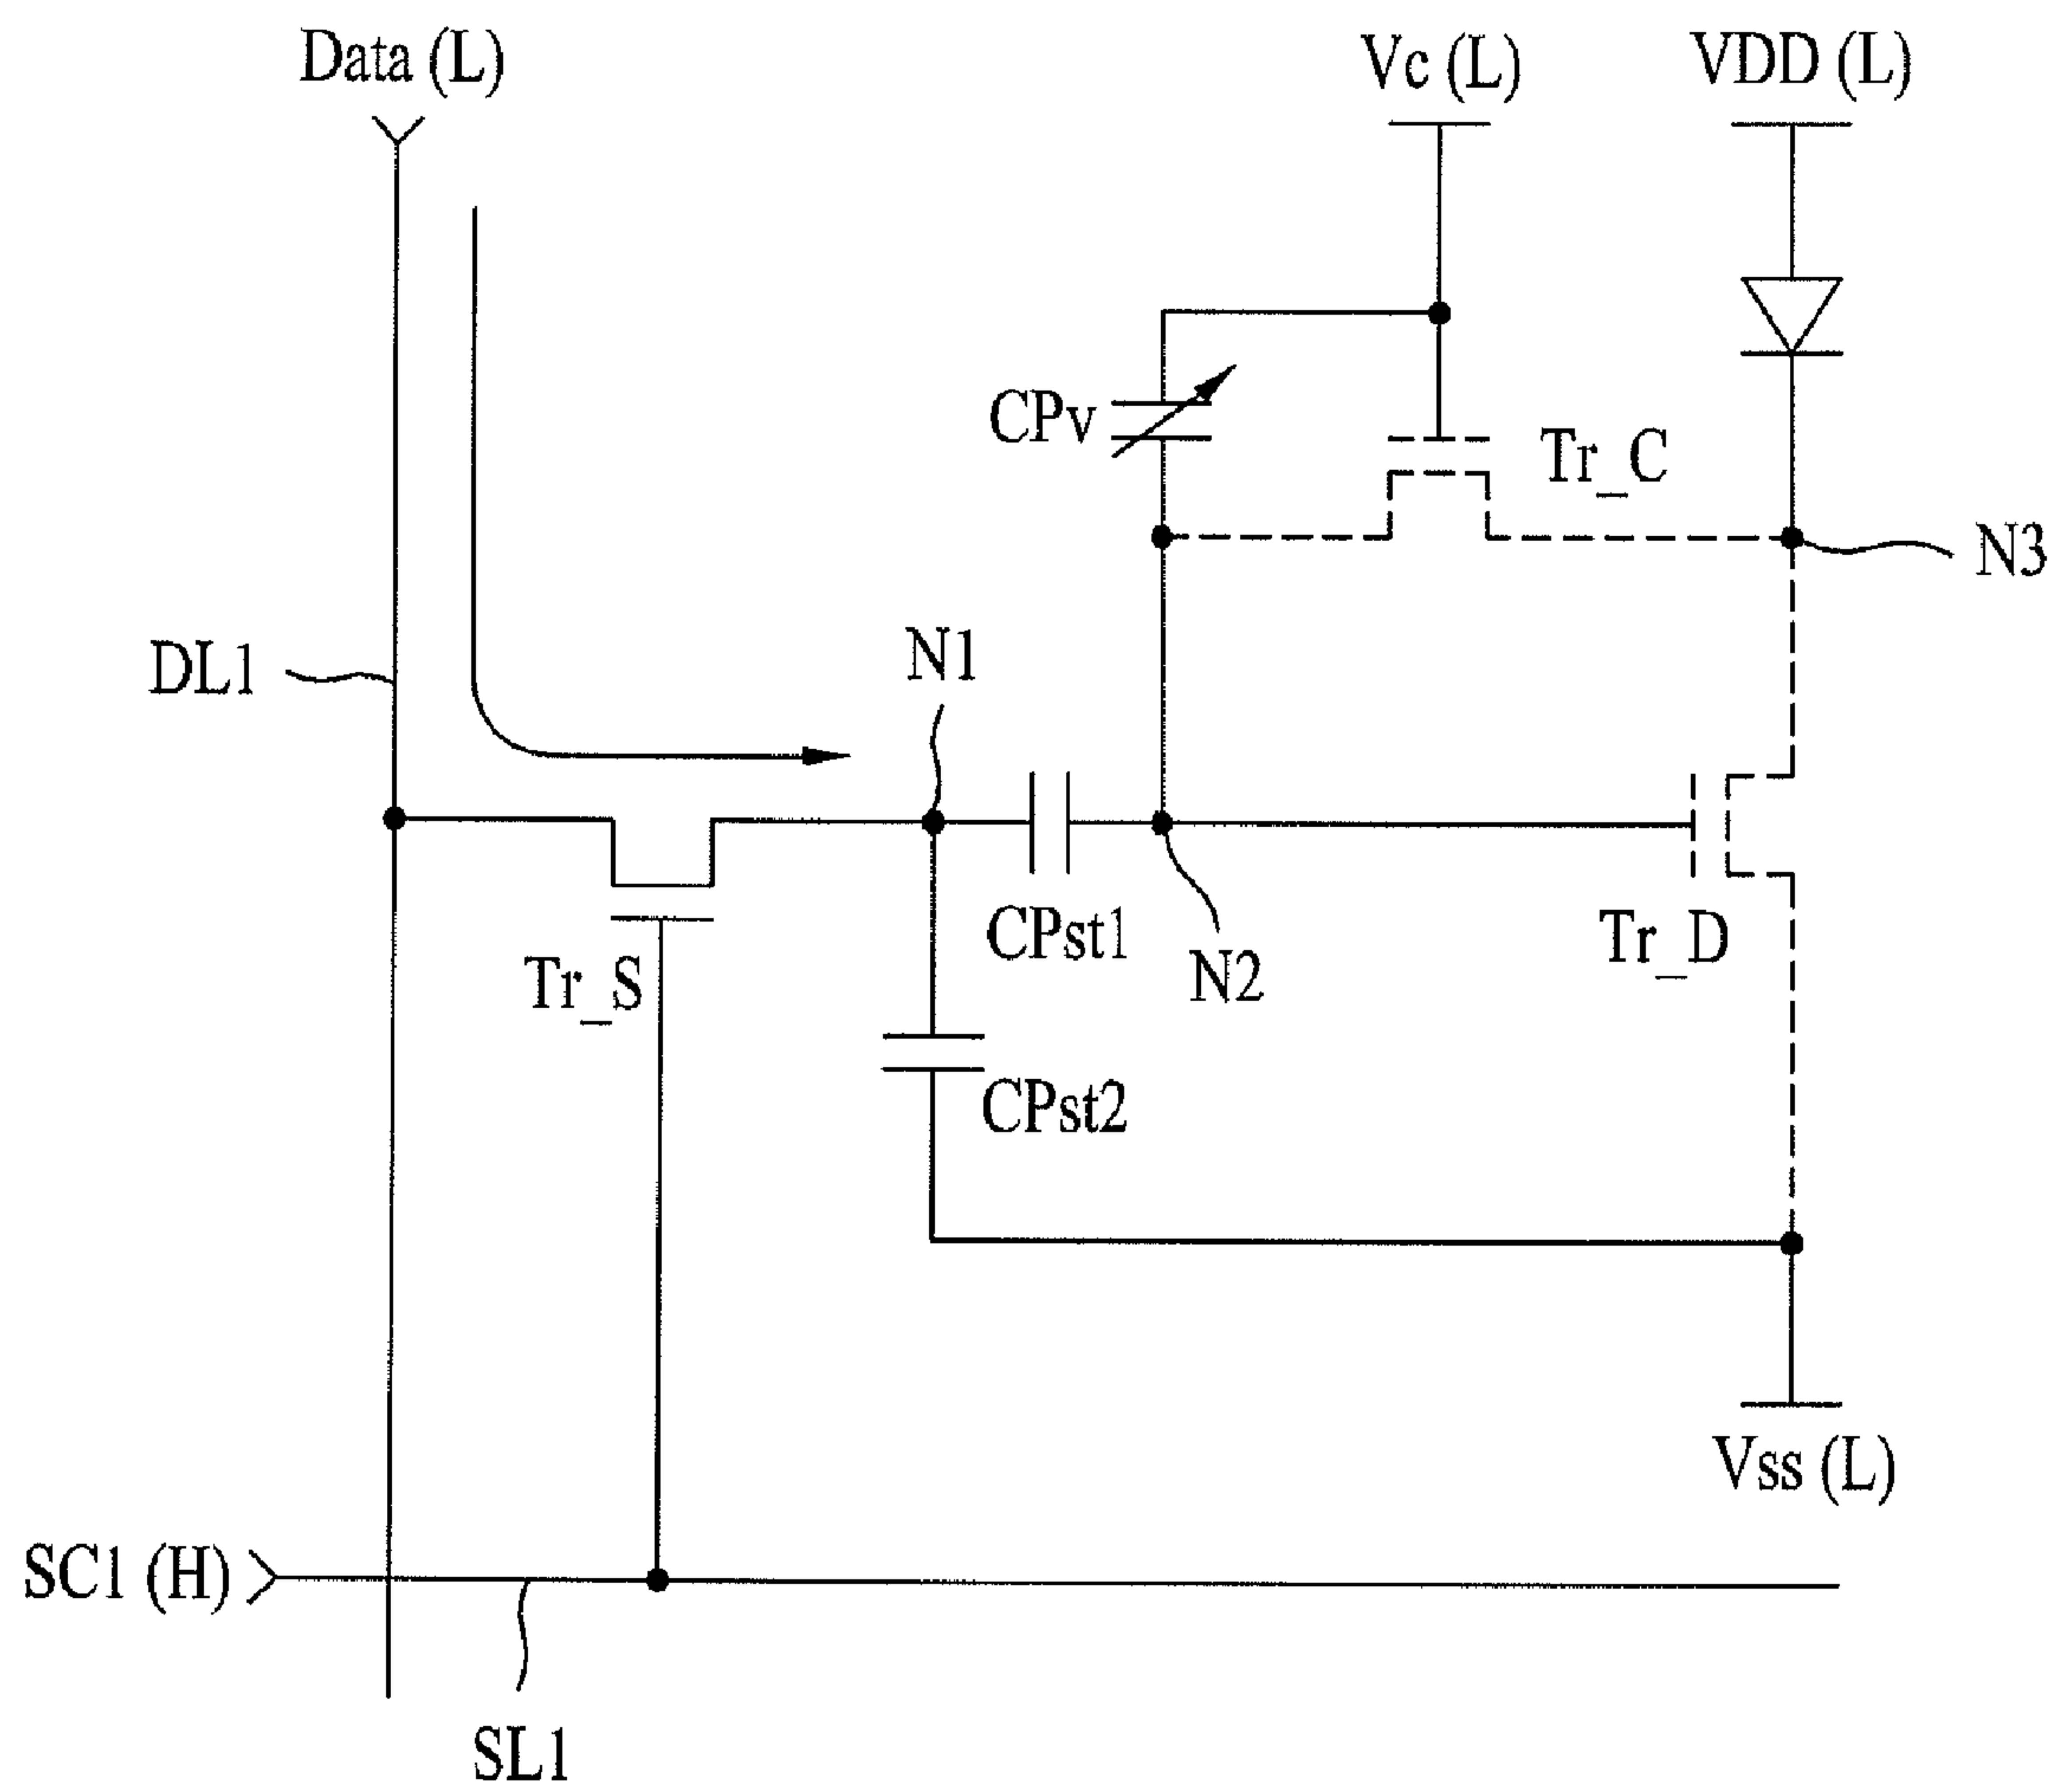 Data (L)
Vc (L)
VDD (L)
CPv
Tr_C
N3
DL1
N1
CPst1
N2
Tr_D
Tr_S
CPst2
Vss (L)
SC1 (H)
SL1